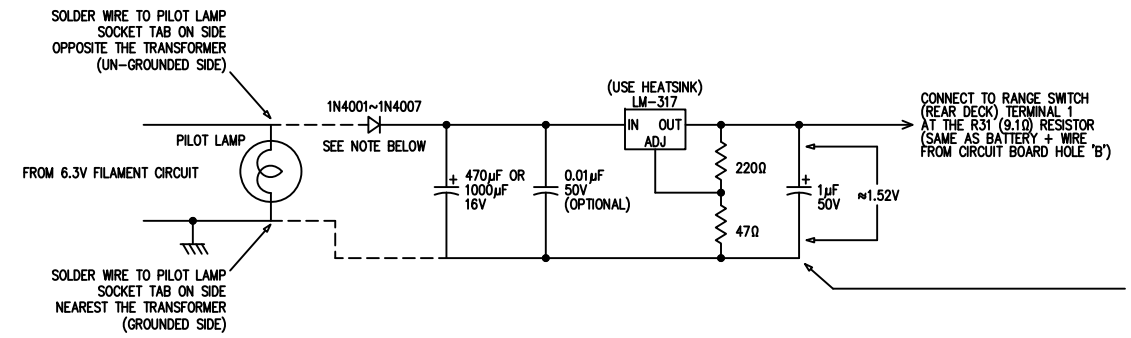 SOLDER WIRE TO PILOT LAMP
SOCKET TAB ON SIDE
OPPOSITE THE TRANSFORMER
(UN-GROUNDED SIDE)
1N4001~1N4007
SEE NOTE BELOW
(USE HEATSINK)
LM-317
IN OUT
ADJ
CONNECT TO RANGE SWITCH
(REAR DECK) TERMINAL 1
AT THE R31 (9.1Ω) RESISTOR
(SAME AS BATTERY + WIRE
FROM CIRCUIT BOARD HOLE 'B')
PILOT LAMP
FROM 6.3V FILAMENT CIRCUIT
+ 470µF OR
1000µF
16V
0.01µF
50V
(OPTIONAL)
220Ω
47Ω
+
1µF
50V
≈1.52V
SOLDER WIRE TO PILOT LAMP
SOCKET TAB ON SIDE
NEAREST THE TRANSFORMER
(GROUNDED SIDE)